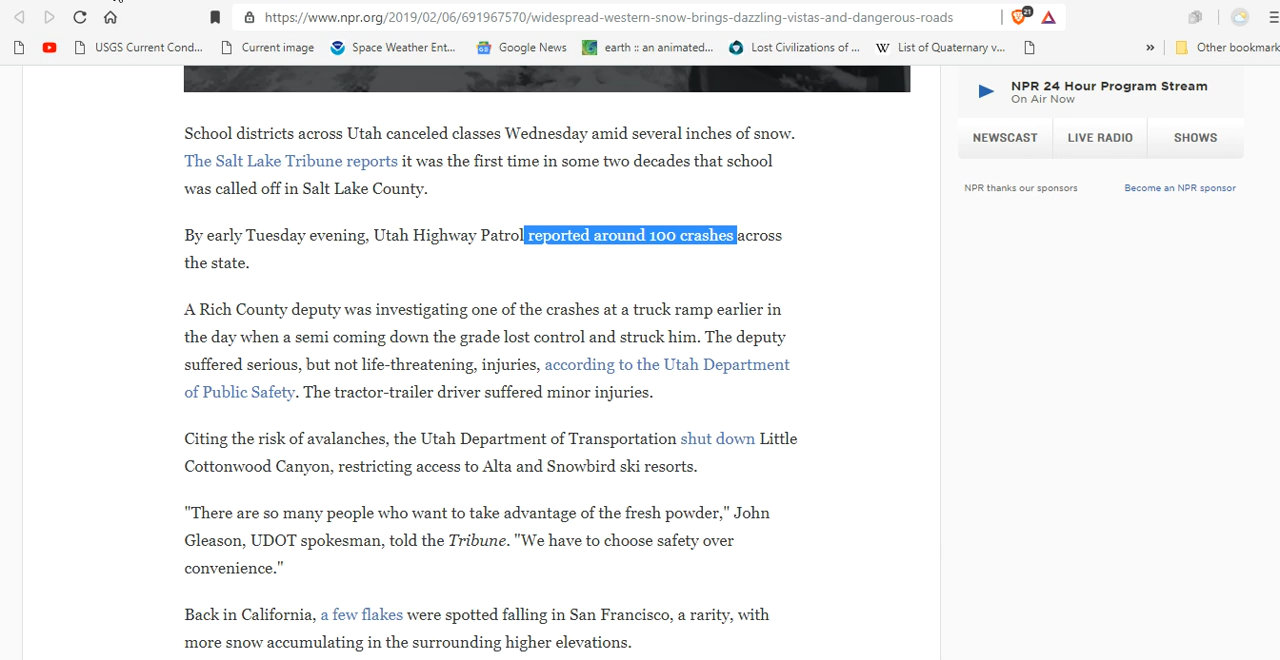 https://www.npr.org/2019/02/06/691967570/widespread-western-snow-brings-dazzling-vistas-and-dangerous-roads
21
USGS Current Cond... Current image Space Weather Ent... Google News earth :: an animated... Lost Civilizations of ... W List of Quaternary v... » Other bookmark
NPR 24 Hour Program Stream
On Air Now
NEWSCAST LIVE RADIO SHOWS
NPR thanks our sponsors Become an NPR sponsor
School districts across Utah canceled classes Wednesday amid several inches of snow.
The Salt Lake Tribune reports it was the first time in some two decades that school
was called off in Salt Lake County.
By early Tuesday evening, Utah Highway Patrol reported around 100 crashes across
the state.
A Rich County deputy was investigating one of the crashes at a truck ramp earlier in
the day when a semi coming down the grade lost control and struck him. The deputy
suffered serious, but not life-threatening, injuries, according to the Utah Department
of Public Safety. The tractor-trailer driver suffered minor injuries.
Citing the risk of avalanches, the Utah Department of Transportation shut down Little
Cottonwood Canyon, restricting access to Alta and Snowbird ski resorts.
"There are so many people who want to take advantage of the fresh powder," John
Gleason, UDOT spokesman, told the Tribune. "We have to choose safety over
convenience."
Back in California, a few flakes were spotted falling in San Francisco, a rarity, with
more snow accumulating in the surrounding higher elevations.